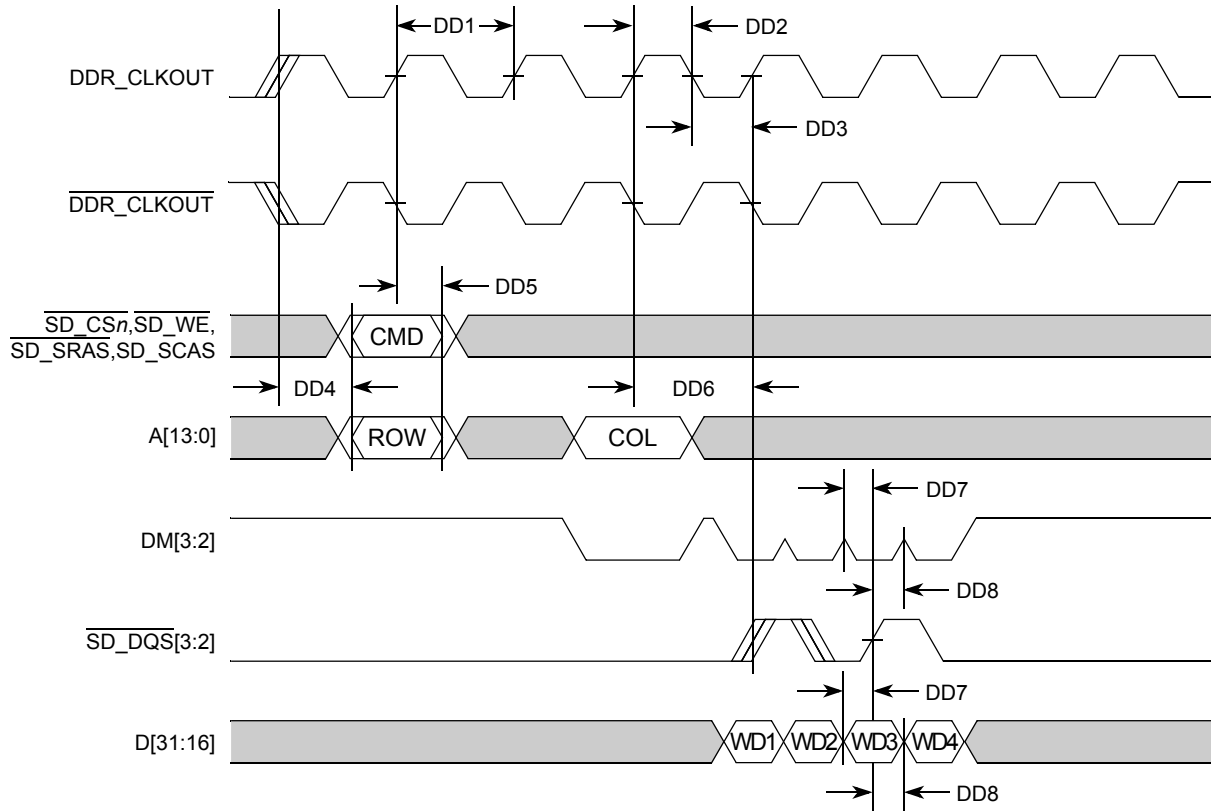 DD1
DD2
DDR_CLKOUT
DD3
DDR_CLKOUT
DD5
SD_CSn,SD_WE,
SD_SRAS,SD_SCAS
CMD
DD4
DD6
A[13:0]
ROW
COL
DD7
DM[3:2]
DD8
SD_DQS[3:2]
DD7
D[31:16]
WD1
WD2
WD3
WD4
DD8